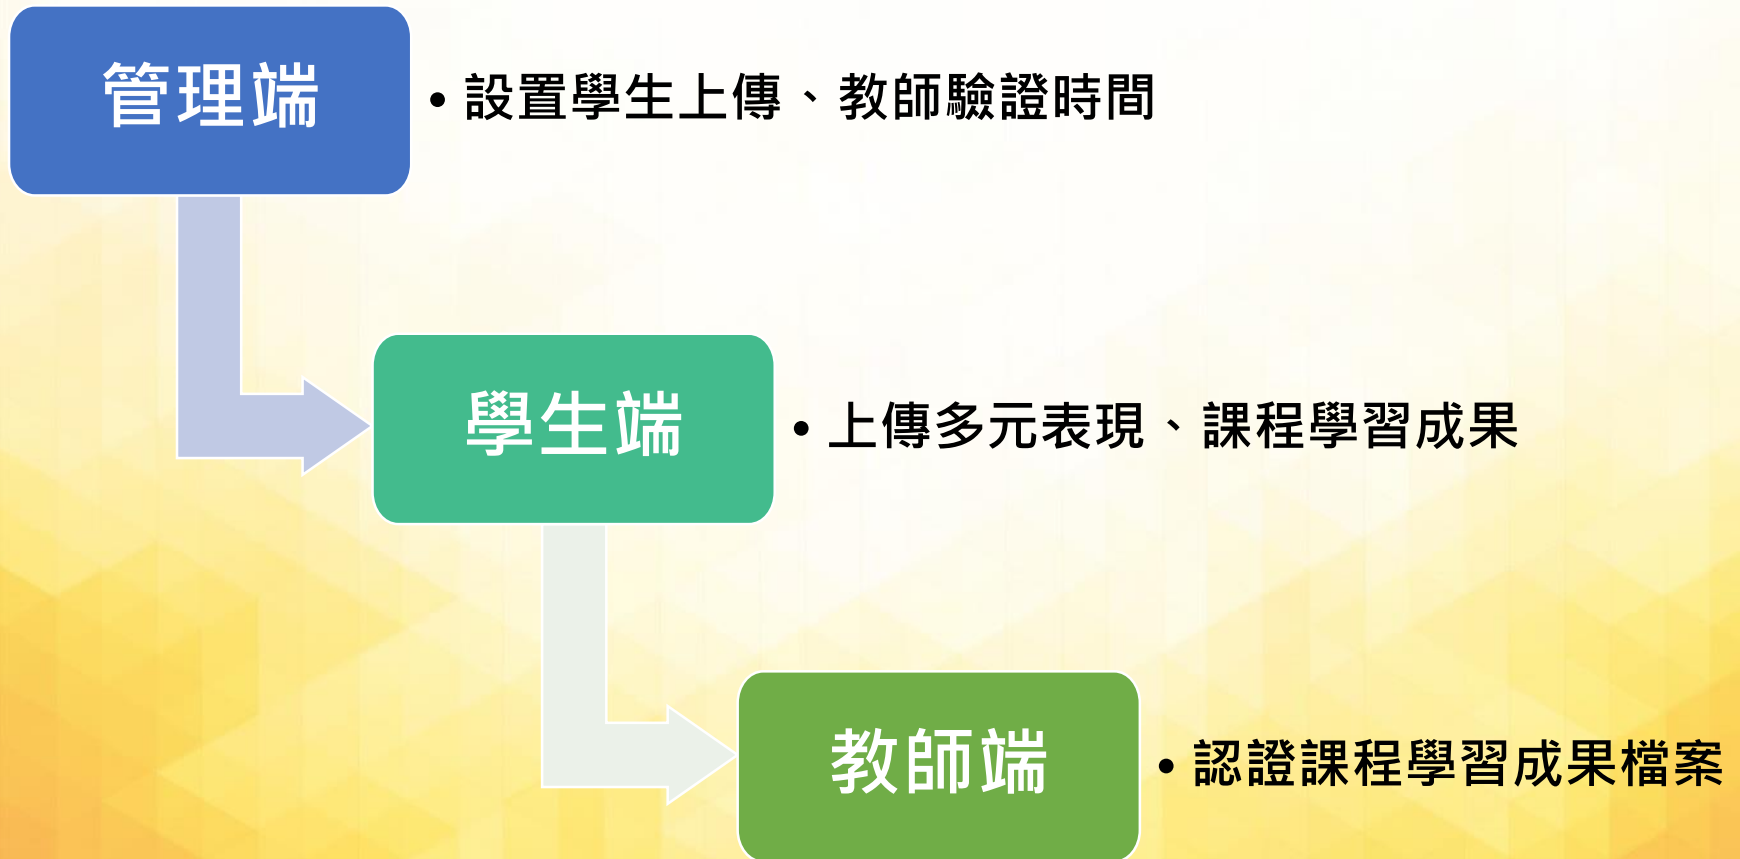 管理端
• 設置學生上傳、教師驗證時間
學生端
• 上傳多元表現、課程學習成果
教師端
• 認證課程學習成果檔案